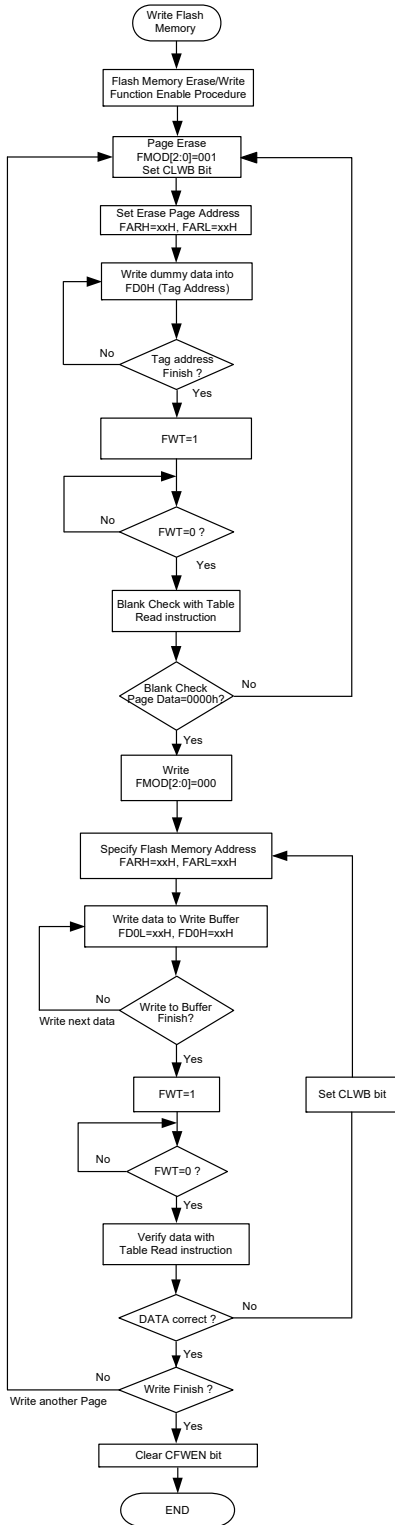 Write Flash
Memory
Flash Memory Erase/Write
Function Enable Procedure
Page Erase
FMOD[2:0]=001
Set CLWB Bit
Set Erase Page Address
FARH=xxH, FARL=xxH
Write dummy data into
FD0H (Tag Address)
No
Tag address
Finish ?
Yes
FWT=1
No
FWT=0 ?
Yes
Blank Check with Table
Read instruction
Blank Check
Page Data=0000h?
No
Yes
Write
FMOD[2:0]=000
Specify Flash Memory Address
FARH=xxH, FARL=xxH
Write data to Write Buffer
FD0L=xxH, FD0H=xxH
No
Write to Buffer
Finish?
Write next data
Yes
FWT=1
Set CLWB bit
No
FWT=0 ?
Yes
Verify data with
Table Read instruction
DATA correct ?
No
Yes
No
Write Finish ?
Write another Page
Yes
Clear CFWEN bit
END